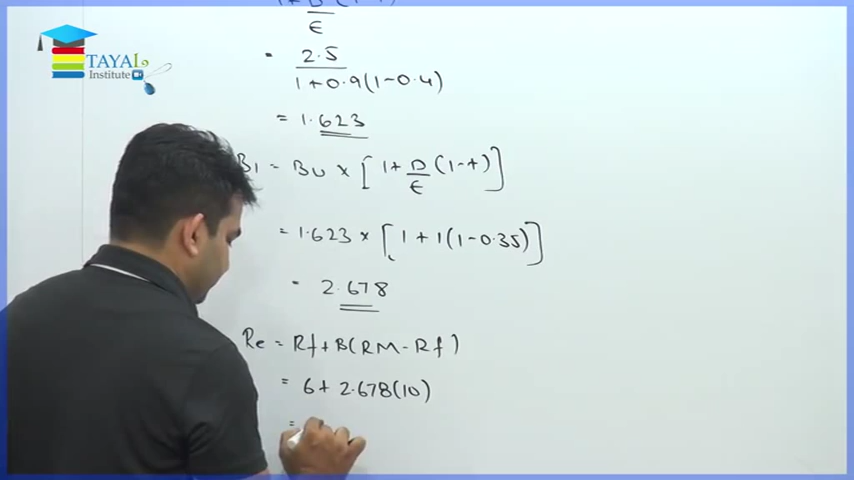 TAYAL
Institute
E
= 2.5
1+0.9(1-0.4)
= 1.623
B1 = BU × [1+D/E(1-t)]
= 1.623 × [1+1(1-0.35)]
= 2.678
Re = Rf+B(RM-Rf)
= 6+2.678(10)
=